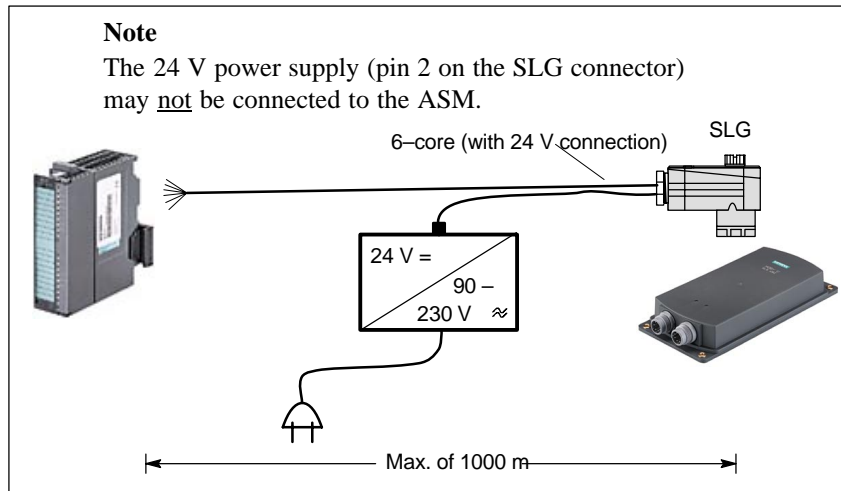 Note
The 24 V power supply (pin 2 on the SLG connector)
may not be connected to the ASM.
6–core (with 24 V connection)
SLG
24 V =
90 –
230 V
Max. of 1000 m